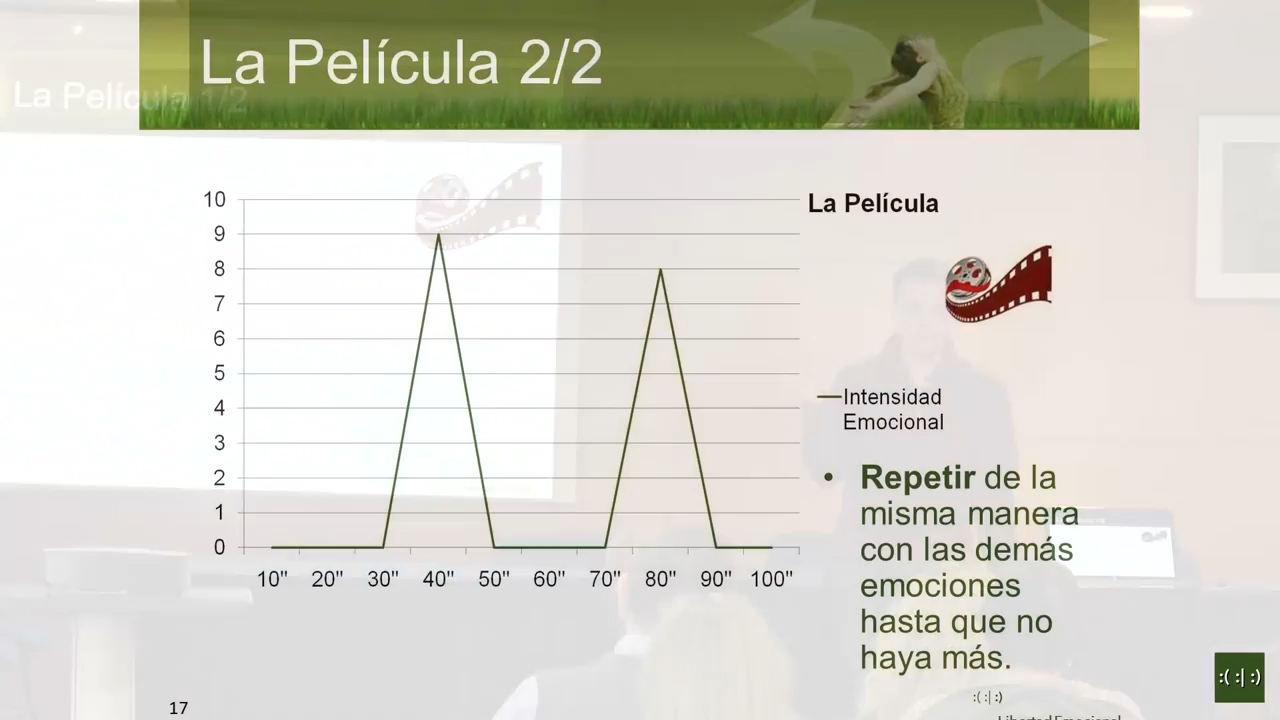 La Película 2/2
La Película 1/2
10
9
8
7
6
5
4
3
2
1
0
10" 20" 30" 40" 50" 60" 70" 80" 90" 100"
La Película
Intensidad
Emocional
• Repetir de la
misma manera
con las demás
emociones
hasta que no
haya más.
17
:( :| :)
Libertad Emocional
:( :| :)